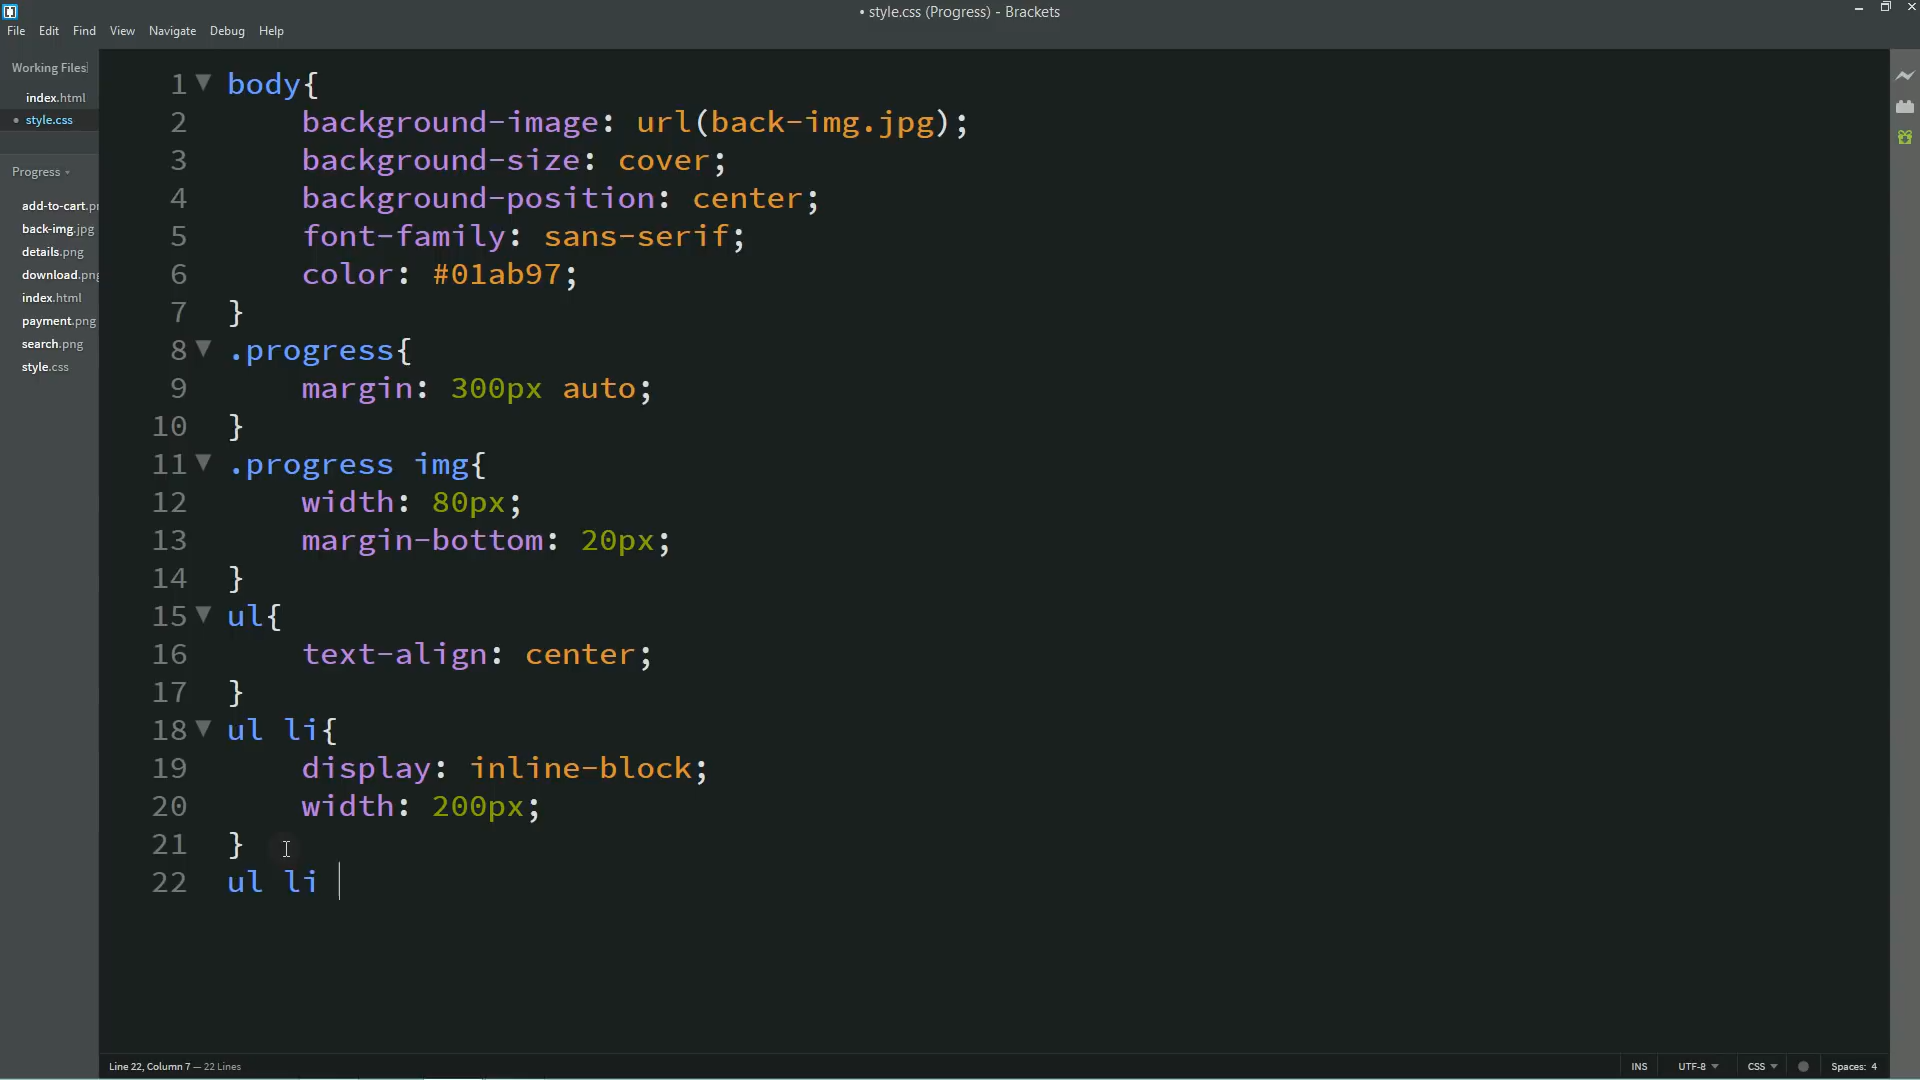 • style.css (Progress) - Brackets
File Edit Find View Navigate Debug Help
Working Files
index.html
• style.css
Progress
add-to-cart.pn
back-img.jpg
details.png
download.png
index.html
payment.png
search.png
style.css
1 body{
2 background-image: url(back-img.jpg);
3 background-size: cover;
4 background-position: center;
5 font-family: sans-serif;
6 color: #01ab97;
7 }
8 .progress{
9 margin: 300px auto;
10 }
11 .progress img{
12 width: 80px;
13 margin-bottom: 20px;
14 }
15 ul{
16 text-align: center;
17 }
18 ul li{
19 display: inline-block;
20 width: 200px;
21 }
22 ul li
Line 22, Column 7 — 22 Lines
INS UTF-8 CSS Spaces: 4